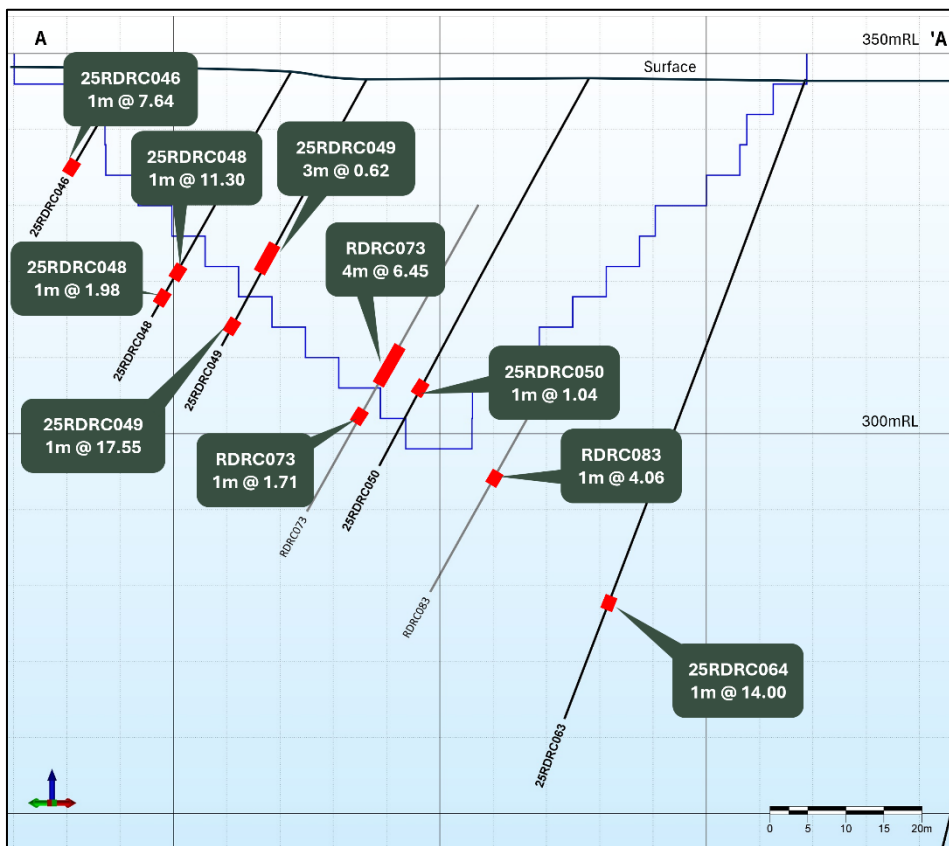 A
350mRL
'A
Surface
25RDRC046
1m @ 7.64
25RDRC048
1m @ 11.30
25RDRC049
3m @ 0.62
25RDRC046
RDRC073
4m @ 6.45
25RDRC048
1m @ 1.98
25RDRC048
25RDRC049
25RDRC050
1m @ 1.04
25RDRC049
1m @ 17.55
300mRL
RDRC073
1m @ 1.71
RDRC083
1m @ 4.06
RDRC073
25RDRC050
RDRC083
25RDRC064
1m @ 14.00
25RDRC063
0 5 10 15 20m